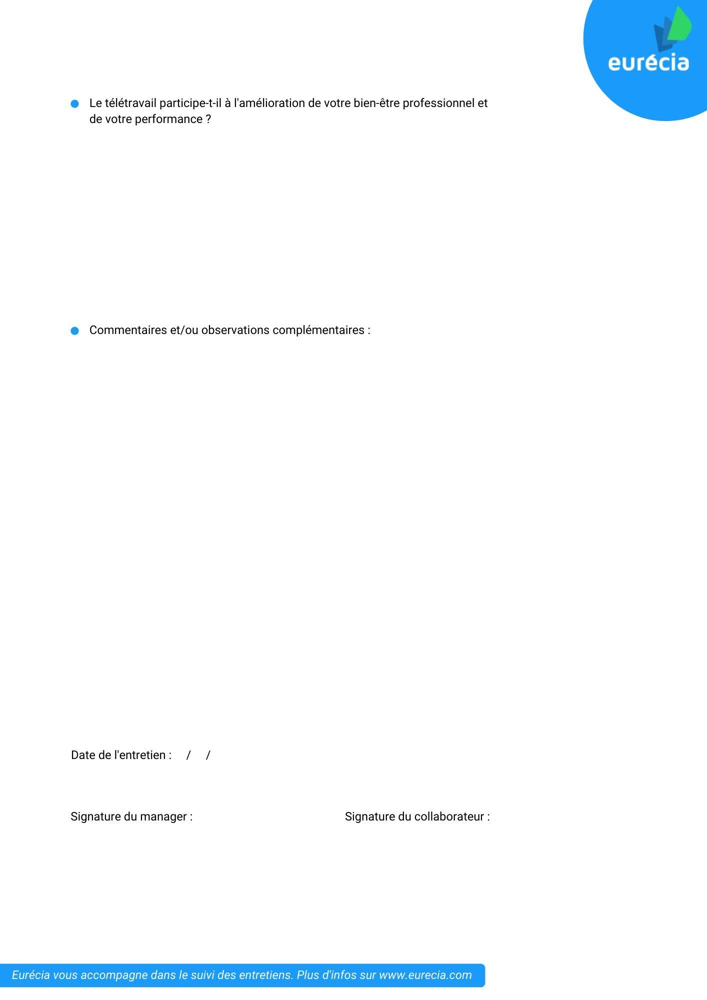 eurécia
Le télétravail participe-t-il à l'amélioration de votre bien-être professionnel et
de votre performance ?
Commentaires et/ou observations complémentaires :
Date de l'entretien : / /
Signature du manager :
Signature du collaborateur :
Eurécia vous accompagne dans le suivi des entretiens. Plus d'infos sur www.eurecia.com